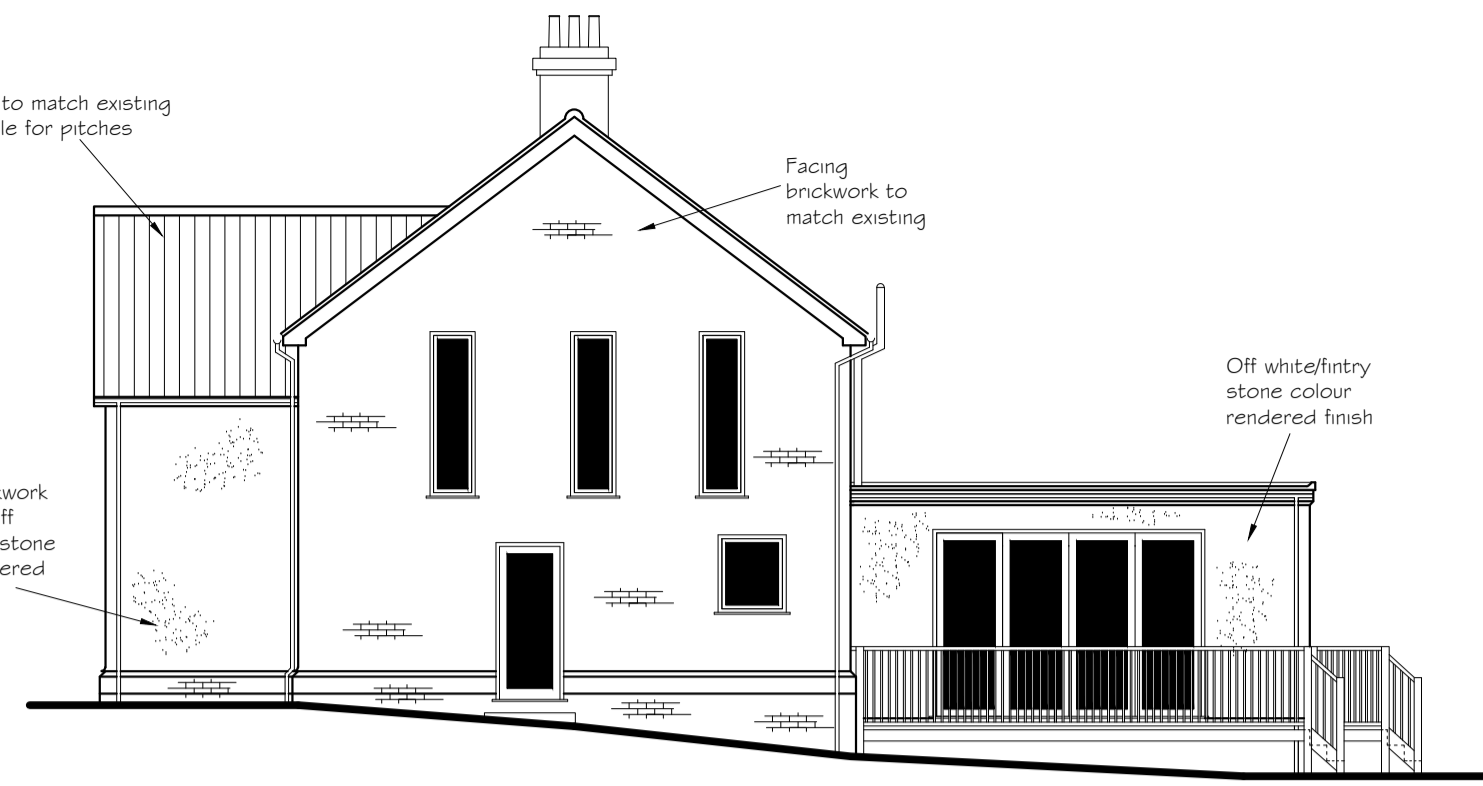 to match existing
le for pitches
Facing
brickwork to
match existing
Off white/fintry
stone colour
rendered finish
work
ff
stone
ered